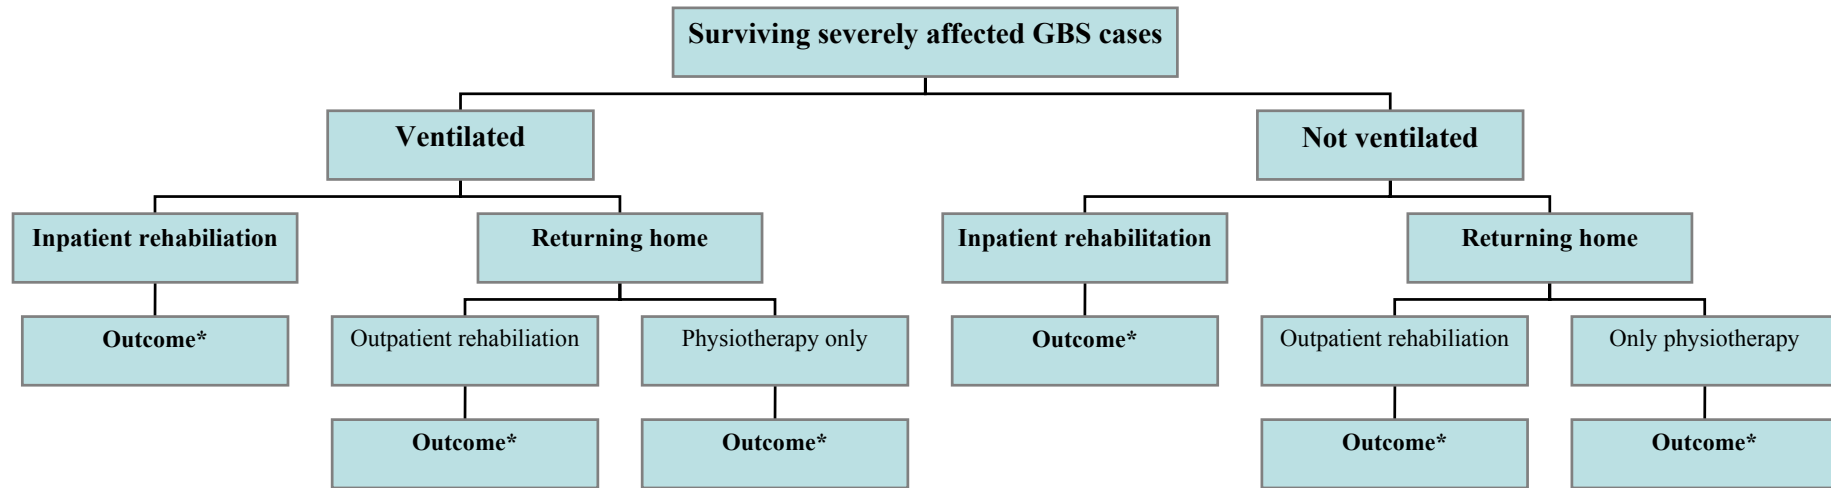 Surviving severely affected GBS cases
Ventilated
Not ventilated
Inpatient rehabiliation
Returning home
Inpatient rehabilitation
Returning home
Outcome*
Outpatient rehabiliation
Physiotherapy only
Outcome*
Outpatient rehabiliation
Only physiotherapy
Outcome*
Outcome*
Outcome*
Outcome*